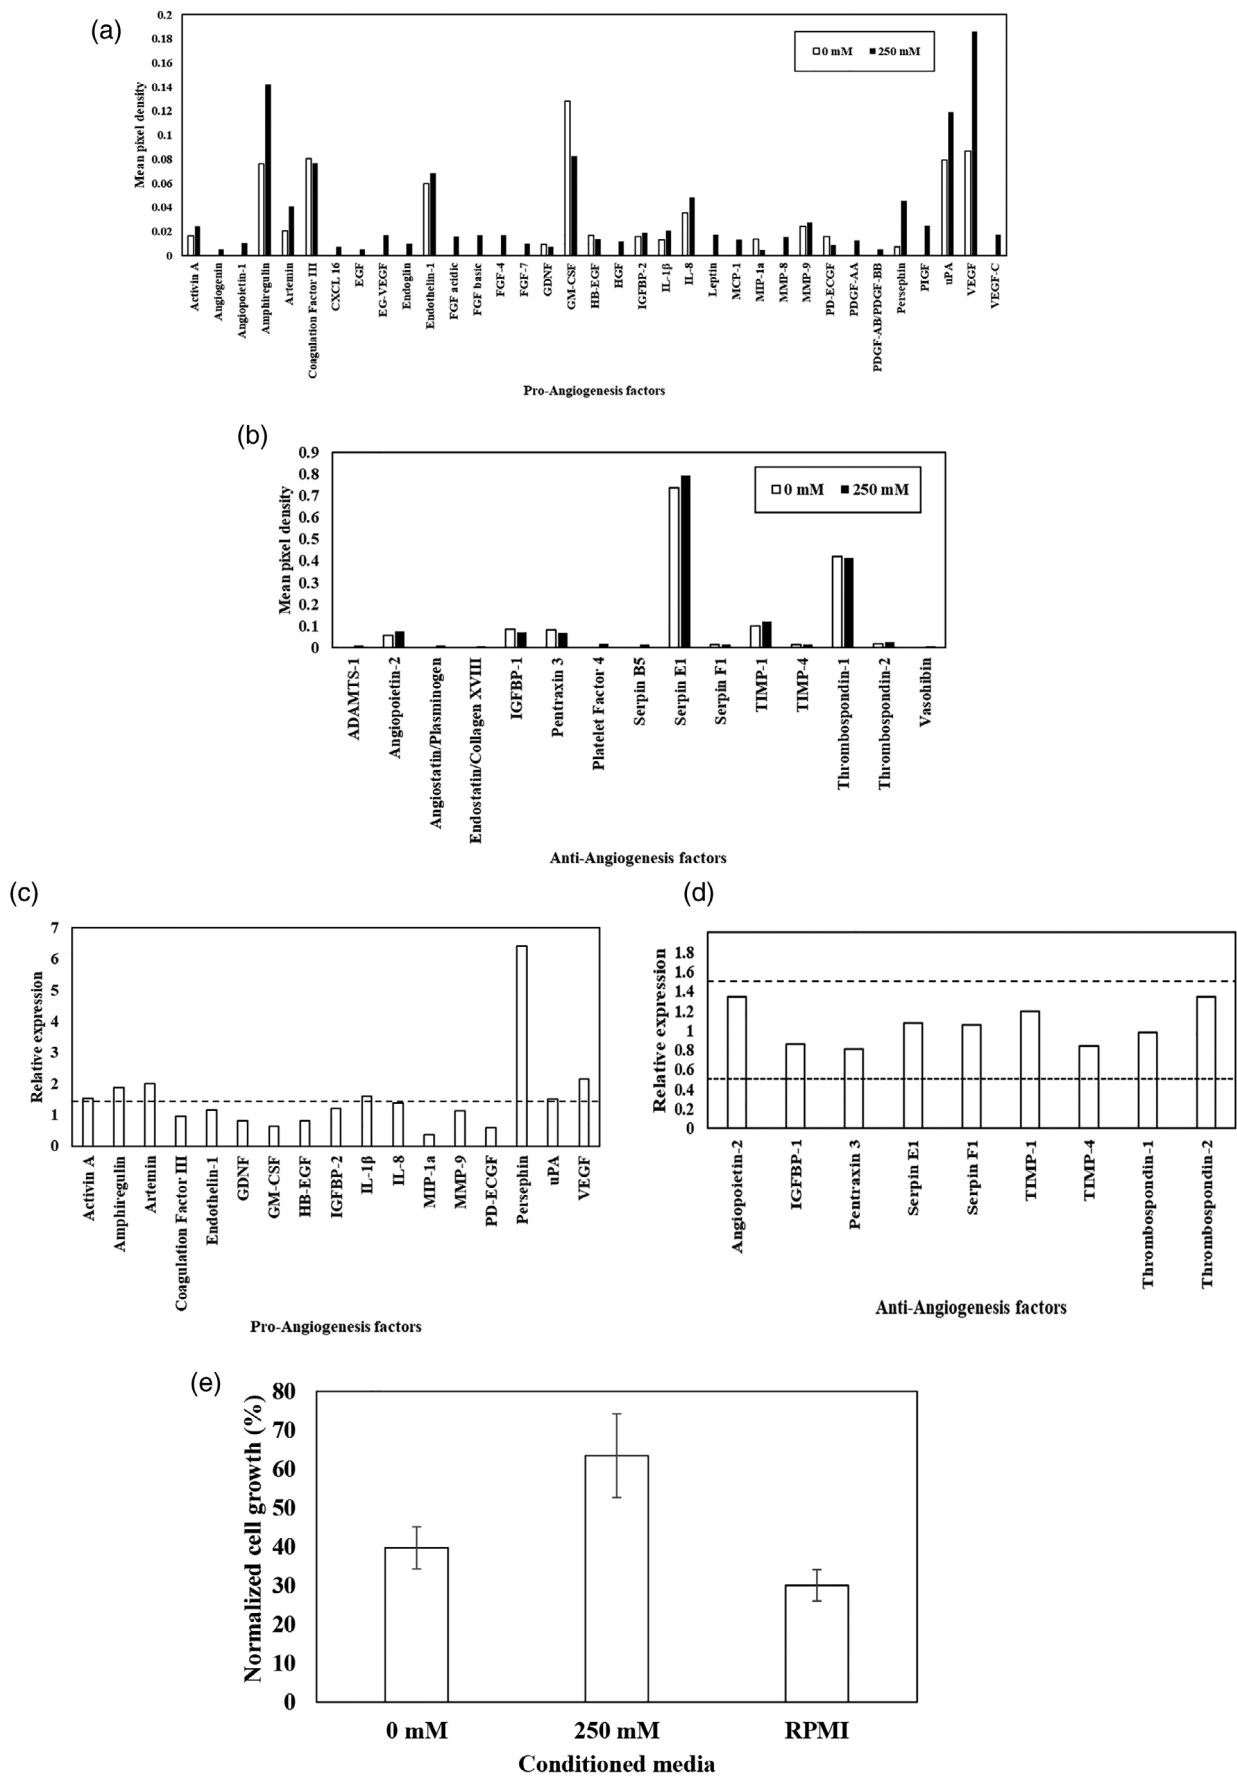 (a)
Mean pixel density
0.2
0.18
0.16
0.14
0.12
0.1
0.08
0.06
0.04
0.02
0
0 mM
250 mM
Activin A
Angiogenin
Angiopoietin-1
Amphiregulin
Artemin
Coagulation Factor III
CXCL 16
EGF
EG-VEGF
Endoglin
Endothelin-1
FGF acidic
FGF basic
FGF-4
FGF-7
GDNF
GM-CSF
HB-EGF
HGF
IGFBP-2
IL-1β
IL-8
Leptin
MCP-1
MIP-1a
MMP-8
MMP-9
PD-ECGF
PDGF-AA
PDGF-AB/PDGF-BB
Persephin
PlGF
uPA
VEGF
VEGF-C
Pro-Angiogenesis factors
(b)
Mean pixel density
0.9
0.8
0.7
0.6
0.5
0.4
0.3
0.2
0.1
0
0 mM
250 mM
ADAMTS-1
Angiopoietin-2
Angiostatin/Plasminogen
Endostatin/Collagen XVIII
IGFBP-1
Pentraxin 3
Platelet Factor 4
Serpin B5
Serpin E1
Serpin F1
TIMP-1
TIMP-4
Thrombospondin-1
Thrombospondin-2
Vasohibin
Anti-Angiogenesis factors
(c)
Relative expression
7
6
5
4
3
2
1
0
Activin A
Amphiregulin
Artemin
Coagulation Factor III
Endothelin-1
GDNF
GM-CSF
HB-EGF
IGFBP-2
IL-1β
IL-8
MIP-1a
MMP-9
PD-ECGF
Persephin
uPA
VEGF
Pro-Angiogenesis factors
(d)
Relative expression
1.8
1.6
1.4
1.2
1
0.8
0.6
0.4
0.2
0
Angiopoietin-2
IGFBP-1
Pentraxin 3
Serpin E1
Serpin F1
TIMP-1
TIMP-4
Thrombospondin-1
Thrombospondin-2
Anti-Angiogenesis factors
(e)
Normalized cell growth (%)
80
70
60
50
40
30
20
10
0
0 mM
250 mM
RPMI
Conditioned media